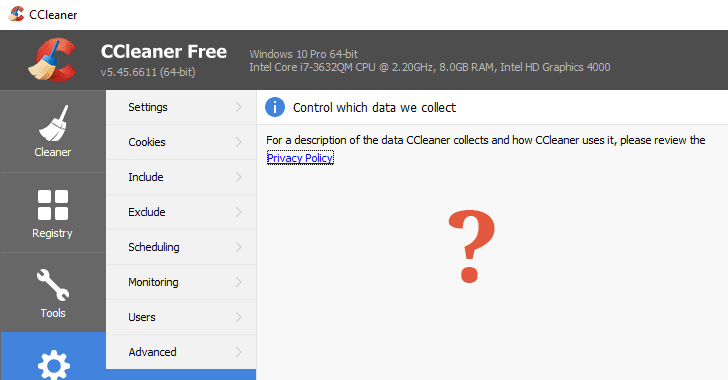 CCleaner
CCleaner Free
v5.45.6611 (64-bit)
Windows 10 Pro 64-bit
Intel Core i7-3632QM CPU @ 2.20GHz, 8.0GB RAM, Intel HD Graphics 4000
Cleaner
Registry
Tools
Settings
Cookies
Include
Exclude
Scheduling
Monitoring
Users
Advanced
Control which data we collect
For a description of the data CCleaner collects and how CCleaner uses it, please review the
Privacy Policy
?